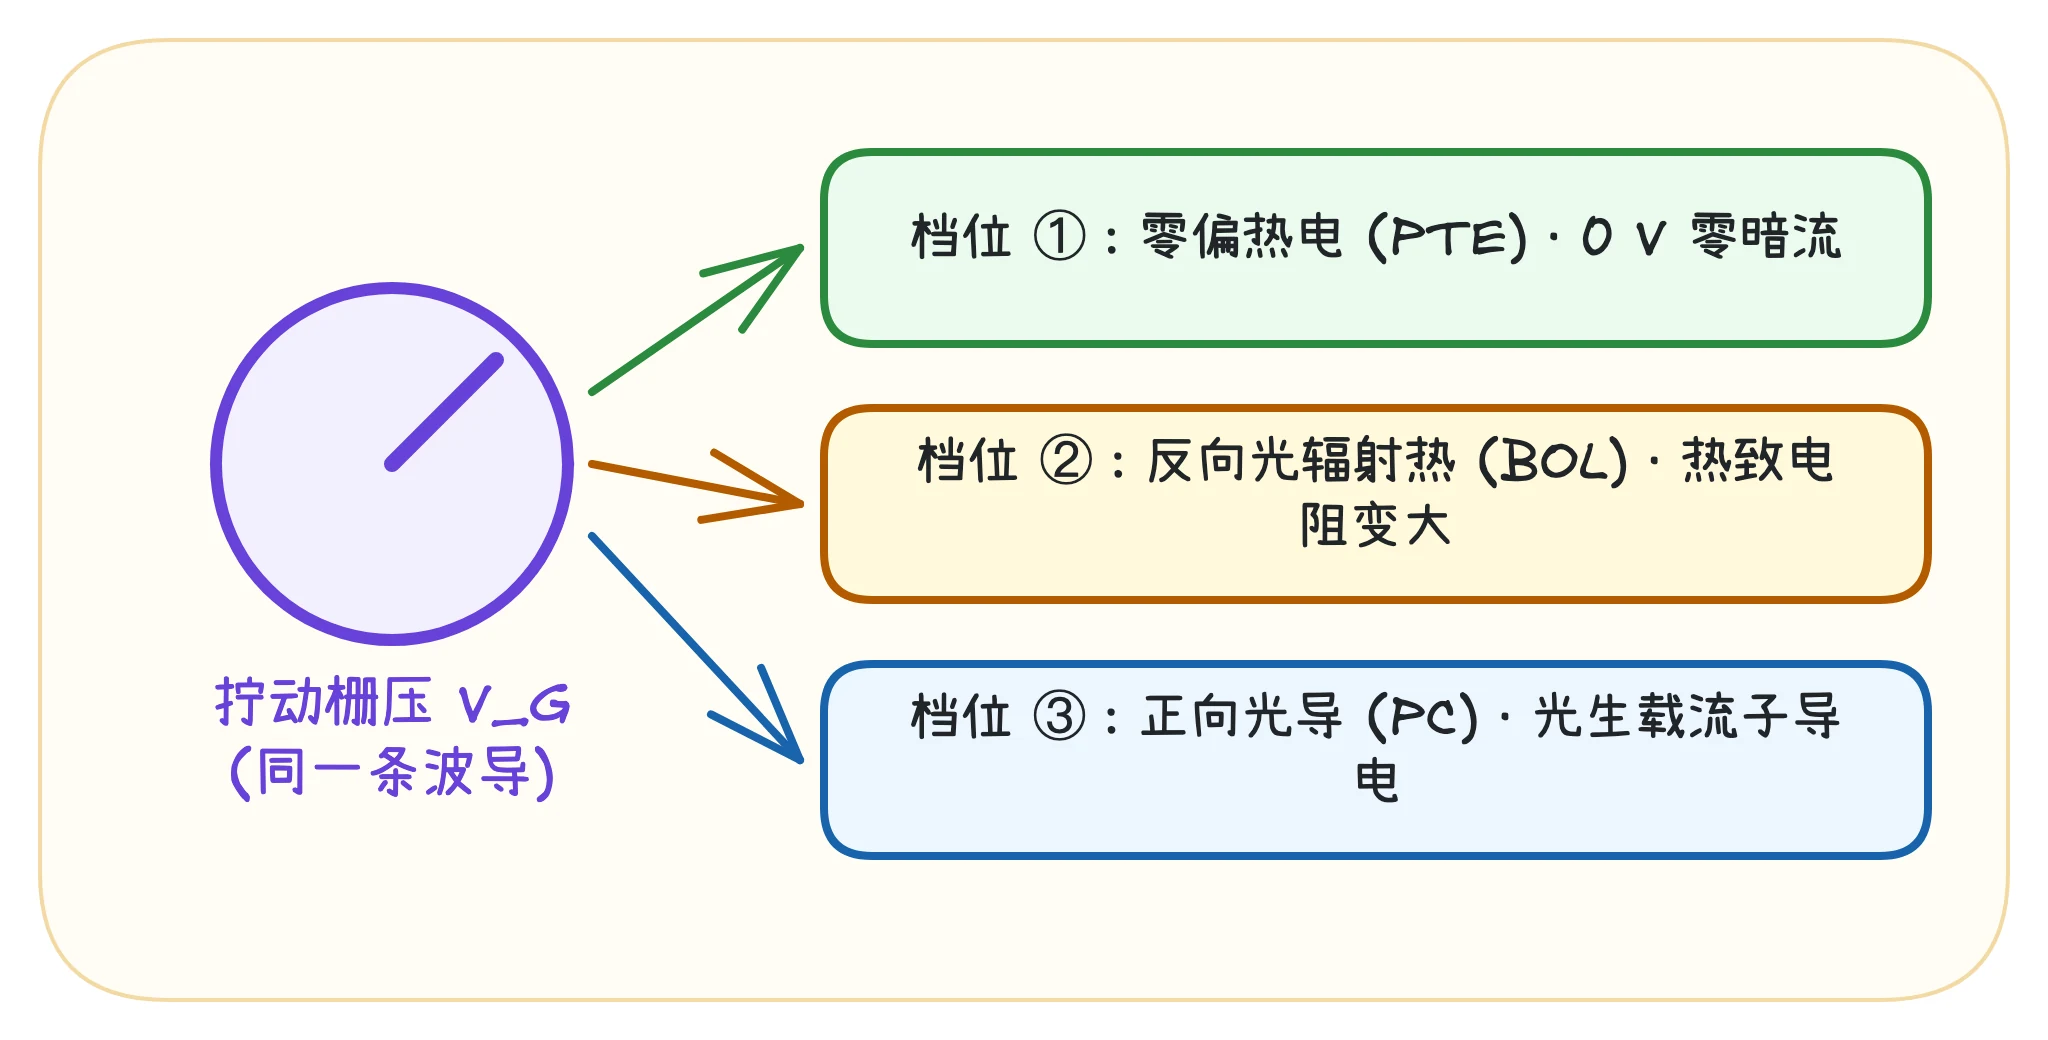 档位 ①：零偏热电 (PTE) · 0 V 零暗流
档位 ②：反向光辐射热 (BOL) · 热致电
阻变大
档位 ③：正向光导 (PC) · 光生载流子导
电
拧动栅压 V_G
(同一条波导)